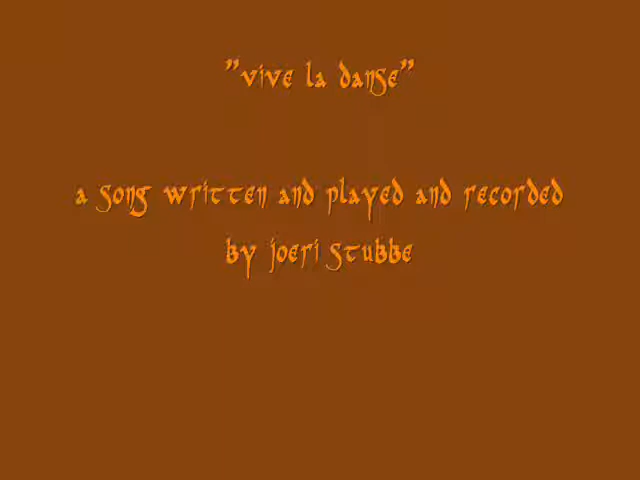 "vive la danse"
a song written and played and recorded
by joeri stubbe